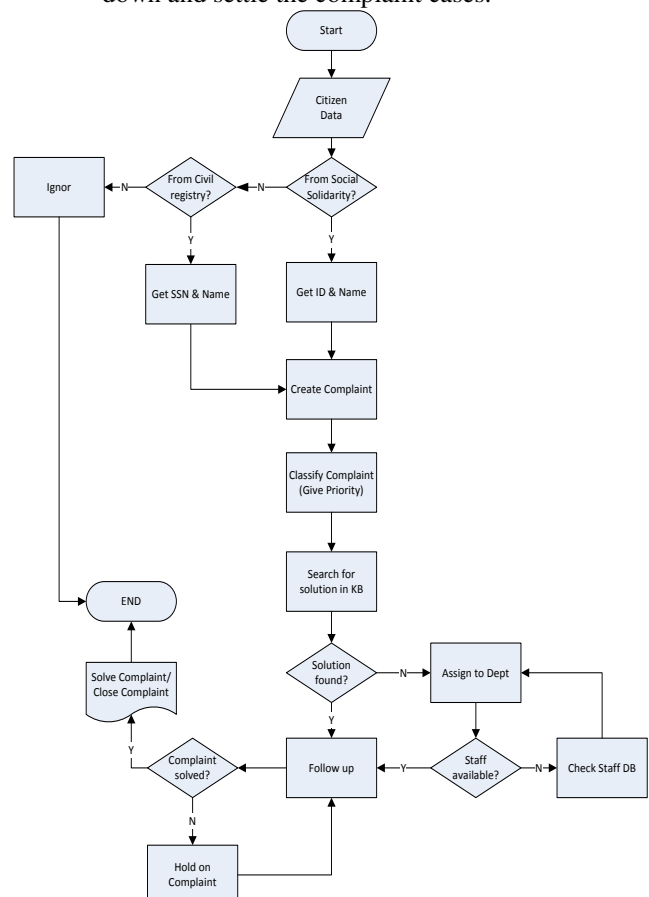 down and settle the complaint cases.
Start
Citizen
Data
From Social
Solidarity?
N
From Civil
registry?
N
Ignor
Y
Y
Get SSN & Name
Get ID & Name
Create Complaint
Classify Complaint
(Give Priority)
Search for
solution in KB
END
Solution
found?
N
Assign to Dept
Solve Complaint/
Close Complaint
Y
Y
Complaint
solved?
Follow up
Y
Staff
available?
N
Check Staff DB
N
Hold on
Complaint